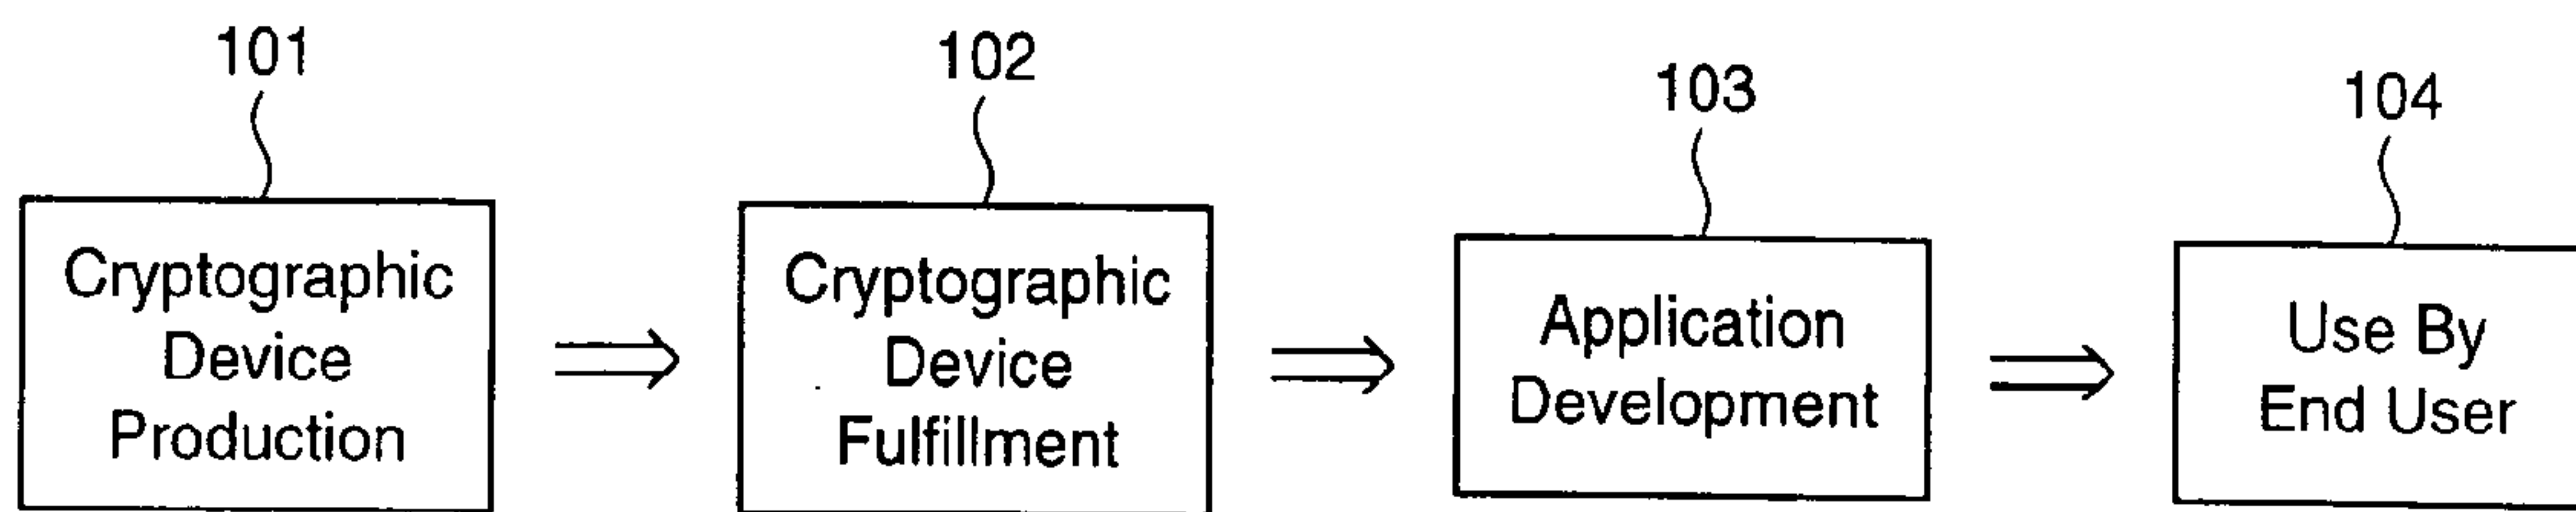 101
Cryptographic
Device
Production
102
Cryptographic
Device
Fulfillment
103
Application
Development
104
Use By
End User